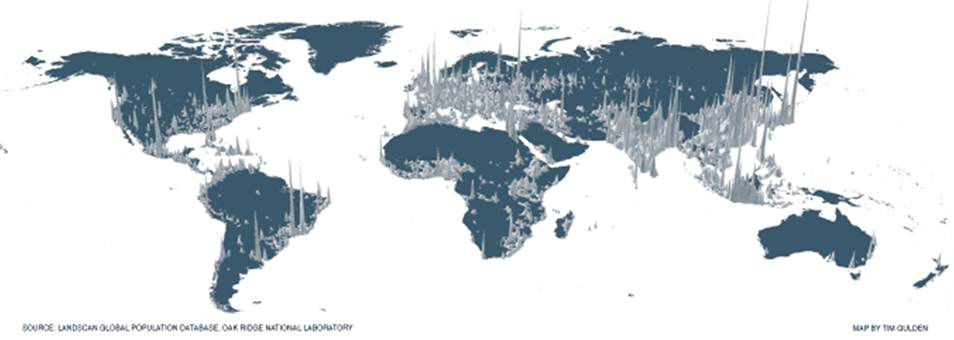 SOURCE: LANDSCAN GLOBAL POPULATION DATABASE, OAK RIDGE NATIONAL LABORATORY
MAP BY TIM GULDEN